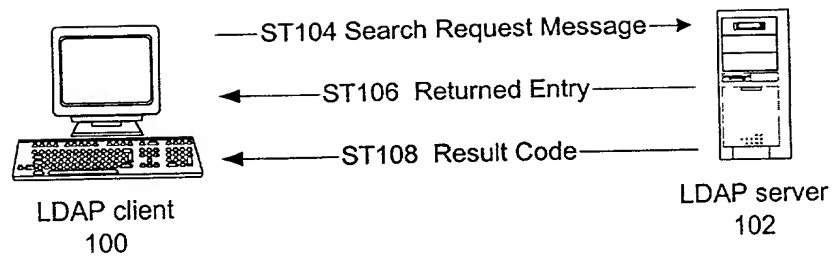 ST104 Search Request Message
ST106 Returned Entry
ST108 Result Code
LDAP client
100
LDAP server
102